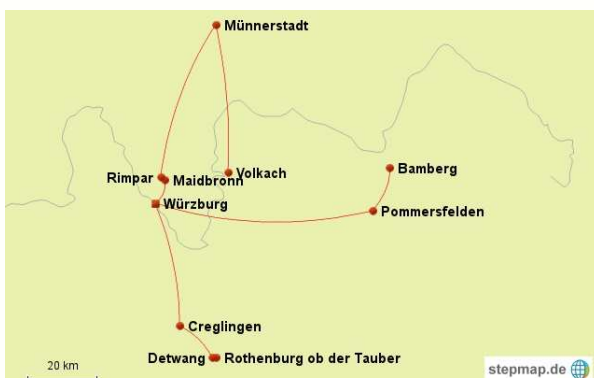 Münnerstadt
Rimpar
Maidbronn
Volkach
Bamberg
Würzburg
Pommersfelden
Creglingen
Detwang
Rothenburg ob der Tauber
20 km
stepmap.de